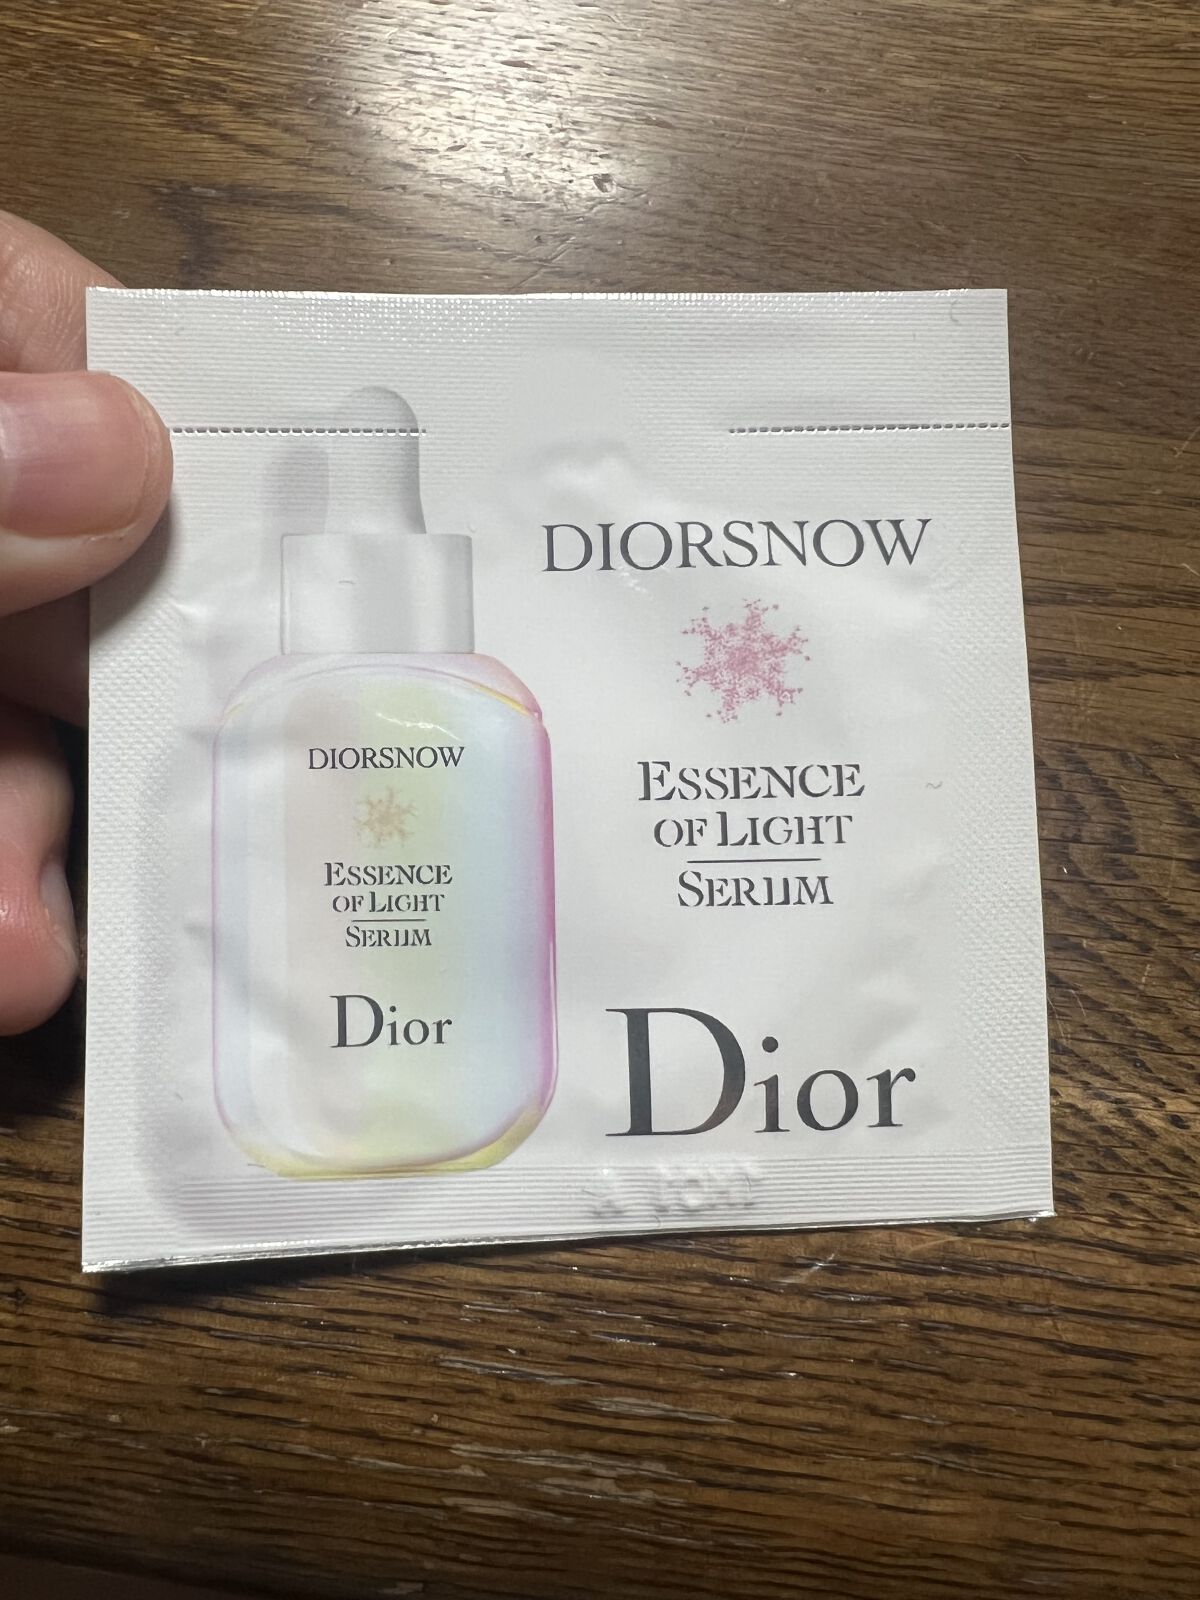 DIORSNOW
ESSENCE
OF LIGHT
SERUM
Dior
DIORSNOW
ESSENCE
OF LIGHT
SERUM
Dior